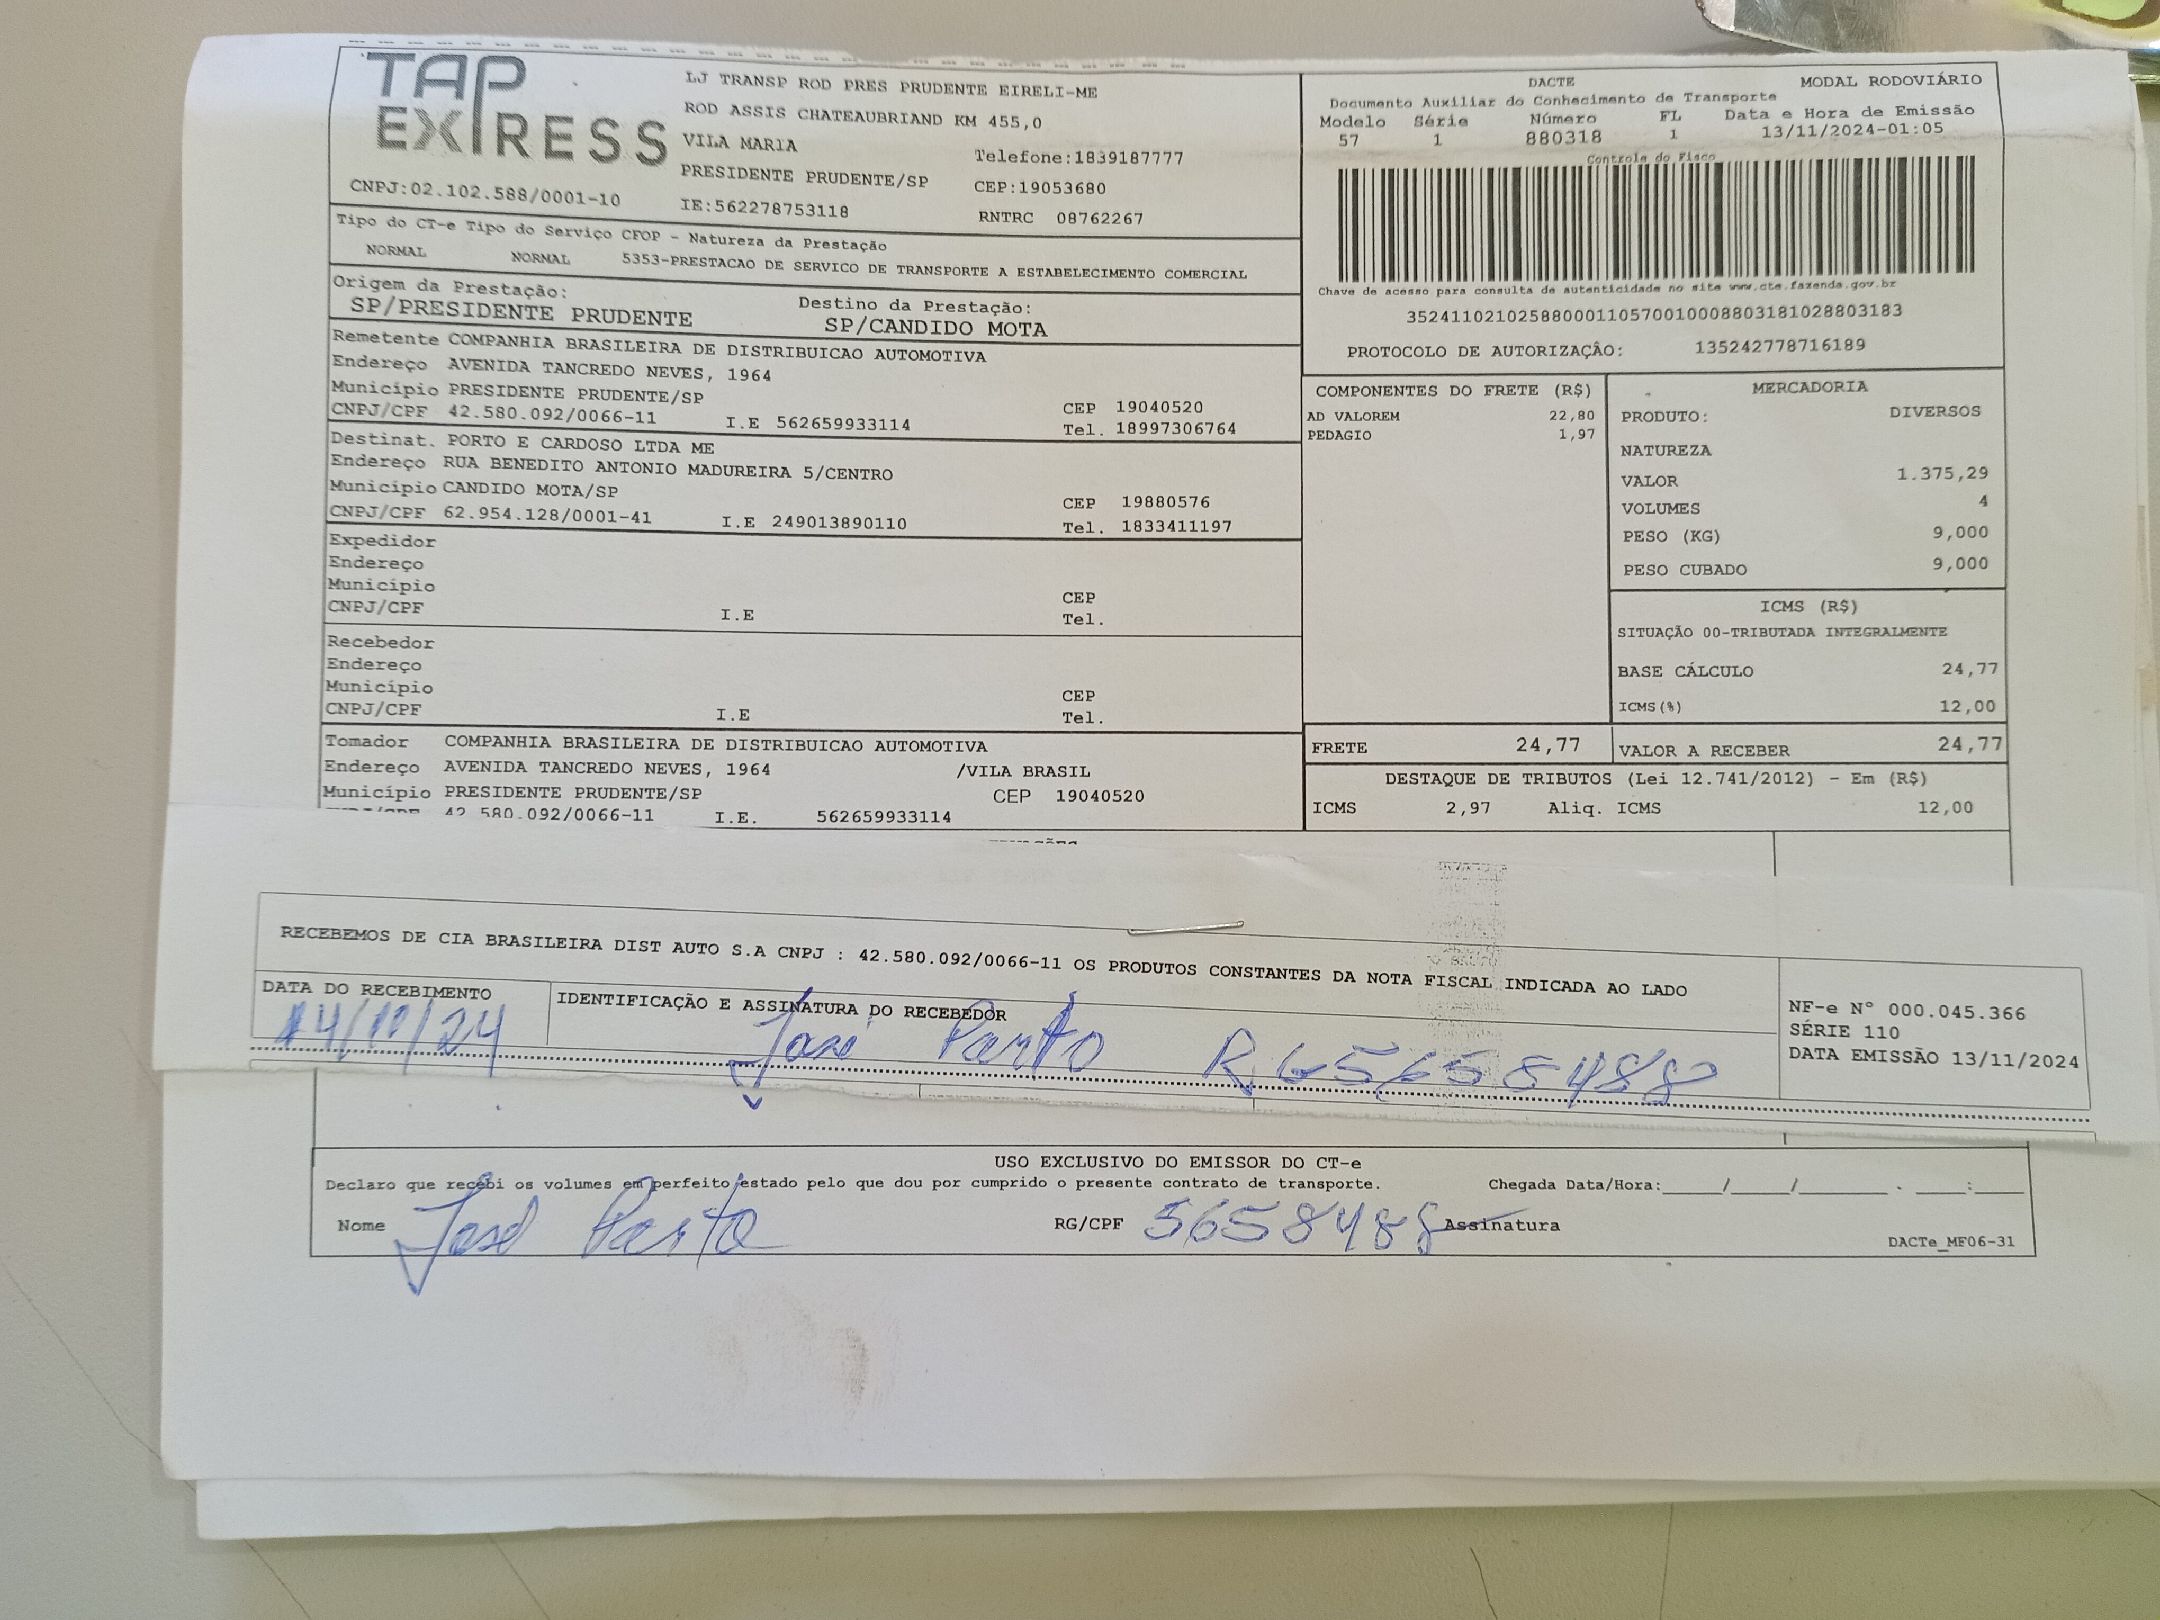 TAP EXPRESS
LJ TRANSP ROD PRES PRUDENTE EIRELI-ME
ROD ASSIS CHATEAUBRIAND KM 455,0
VILA MARIA
Telefone:1839187777
PRESIDENTE PRUDENTE/SP CEP:19053680
CNPJ:02.102.588/0001-10 IE:562278753118 RNTRC 08762267
DACTE MODAL RODOVIÁRIO
Documento Auxiliar do Conhecimento de Transporte
Modelo Série Número FL Data e Hora de Emissão
57 1 880318 1 13/11/2024-01:05
Controle do Fisco
Chave de acesso para consulta de autenticidade no site www.cte.fazenda.gov.br
35241102102588000110570010008803181028803183
PROTOCOLO DE AUTORIZAÇÃO: 135242778716189
Tipo do CT-e Tipo do Serviço CFOP - Natureza da Prestação
NORMAL NORMAL 5353-PRESTACAO DE SERVICO DE TRANSPORTE A ESTABELECIMENTO COMERCIAL
Origem da Prestação: Destino da Prestação:
SP/PRESIDENTE PRUDENTE SP/CANDIDO MOTA
Remetente COMPANHIA BRASILEIRA DE DISTRIBUICAO AUTOMOTIVA
Endereço AVENIDA TANCREDO NEVES, 1964
Município PRESIDENTE PRUDENTE/SP CEP 19040520
CNPJ/CPF 42.580.092/0066-11 I.E 562659933114 Tel. 18997306764
Destinat. PORTO E CARDOSO LTDA ME
Endereço RUA BENEDITO ANTONIO MADUREIRA 5/CENTRO
Município CANDIDO MOTA/SP CEP 19880576
CNPJ/CPF 62.954.128/0001-41 I.E 249013890110 Tel. 1833411197
Expedidor
Endereço
Município CEP
CNPJ/CPF I.E Tel.
Recebedor
Endereço
Município CEP
CNPJ/CPF I.E Tel.
Tomador COMPANHIA BRASILEIRA DE DISTRIBUICAO AUTOMOTIVA
Endereço AVENIDA TANCREDO NEVES, 1964 /VILA BRASIL
Município PRESIDENTE PRUDENTE/SP CEP 19040520
42.580.092/0066-11 I.E. 562659933114
COMPONENTES DO FRETE (R$)
AD VALOREM 22,80
PEDAGIO 1,97
MERCADORIA
PRODUTO: DIVERSOS
NATUREZA
VALOR 1.375,29
VOLUMES 4
PESO (KG) 9,000
PESO CUBADO 9,000
ICMS (R$)
SITUAÇÃO 00-TRIBUTADA INTEGRALMENTE
BASE CÁLCULO 24,77
ICMS(%) 12,00
FRETE 24,77 VALOR A RECEBER 24,77
DESTAQUE DE TRIBUTOS (Lei 12.741/2012) - Em (R$)
ICMS 2,97 Aliq. ICMS 12,00
RECEBEMOS DE CIA BRASILEIRA DIST AUTO S.A CNPJ : 42.580.092/0066-11 OS PRODUTOS CONSTANTES DA NOTA FISCAL INDICADA AO LADO
DATA DO RECEBIMENTO IDENTIFICAÇÃO E ASSINATURA DO RECEBEDOR
14/11/24 José Porto
NF-e N° 000.045.366
SÉRIE 110
DATA EMISSÃO 13/11/2024
USO EXCLUSIVO DO EMISSOR DO CT-e
Declaro que recebi os volumes em perfeito estado pelo que dou por cumprido o presente contrato de transporte. Chegada Data/Hora:____/____/______ . ____:____
Nome José Porto RG/CPF 5658488 Assinatura
DACTe_MF06-31